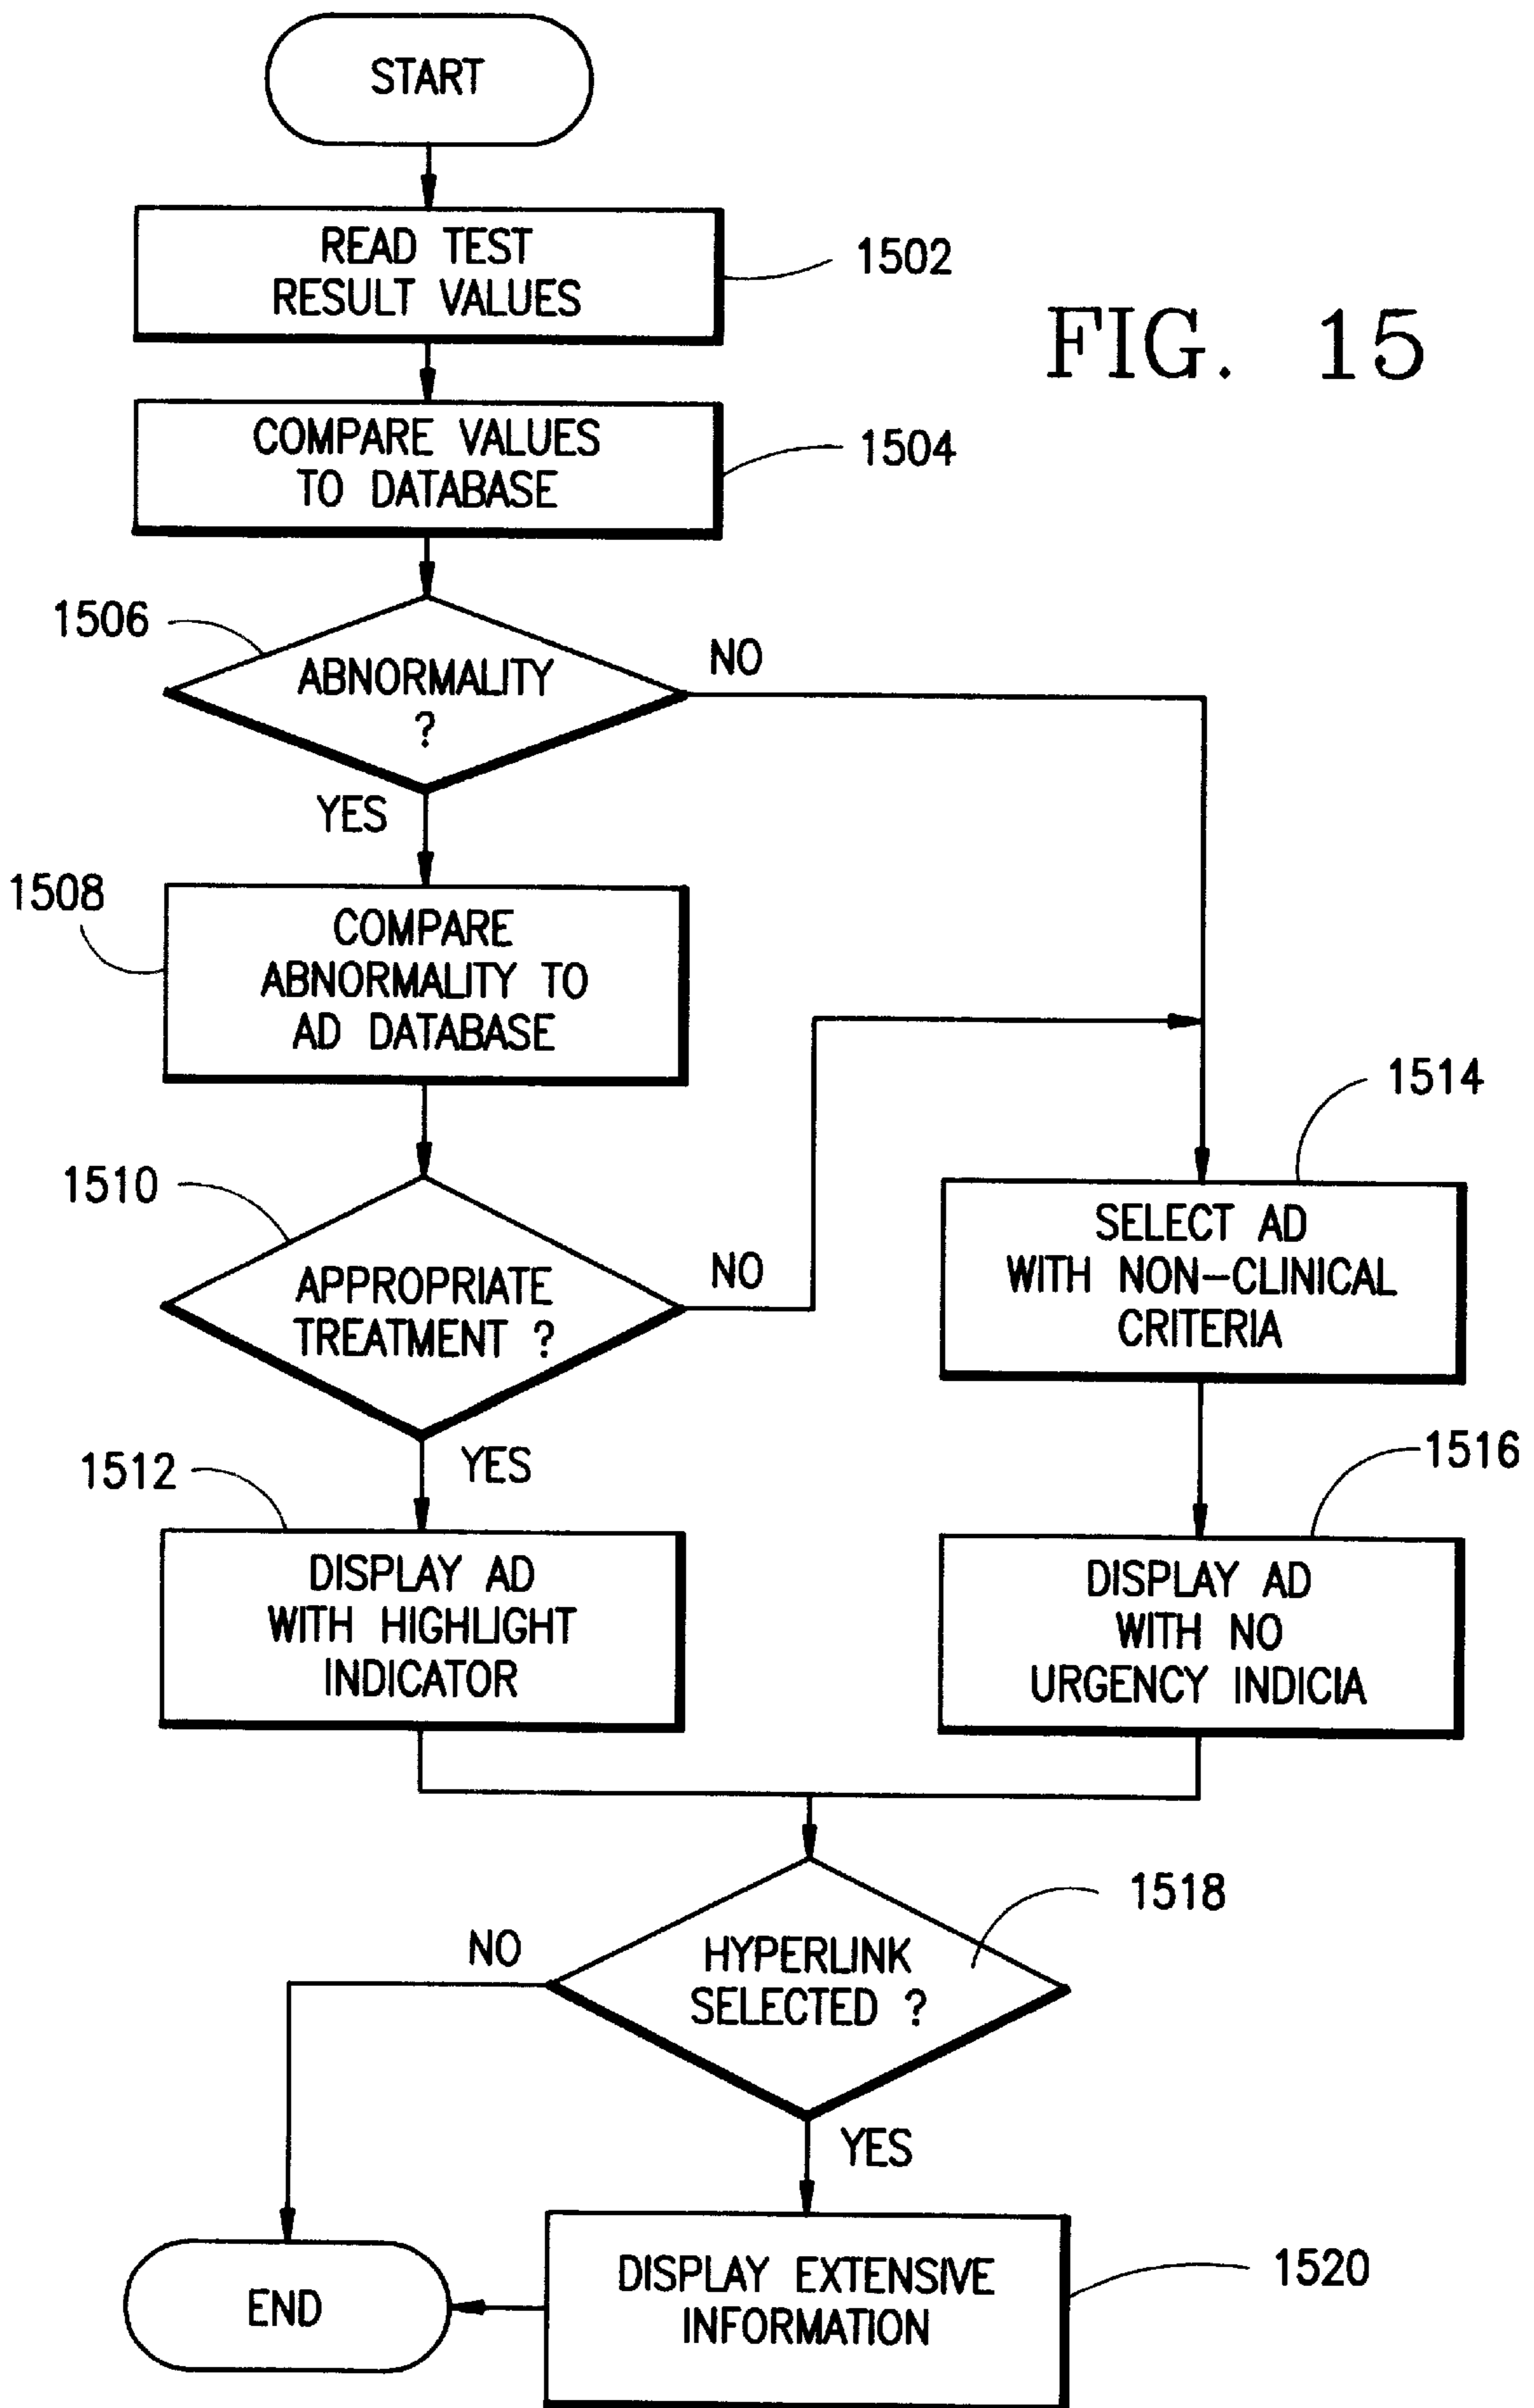 START
READ TEST
RESULT VALUES
1502
FIG. 15
COMPARE VALUES
TO DATABASE
1504
1506
ABNORMALITY
?
NO
YES
1508
COMPARE
ABNORMALITY TO
AD DATABASE
1510
APPROPRIATE
TREATMENT ?
NO
YES
1514
SELECT AD
WITH NON-CLINICAL
CRITERIA
1512
DISPLAY AD
WITH HIGHLIGHT
INDICATOR
1516
DISPLAY AD
WITH NO
URGENCY INDICIA
1518
HYPERLINK
SELECTED ?
NO
YES
END
DISPLAY EXTENSIVE
INFORMATION
1520